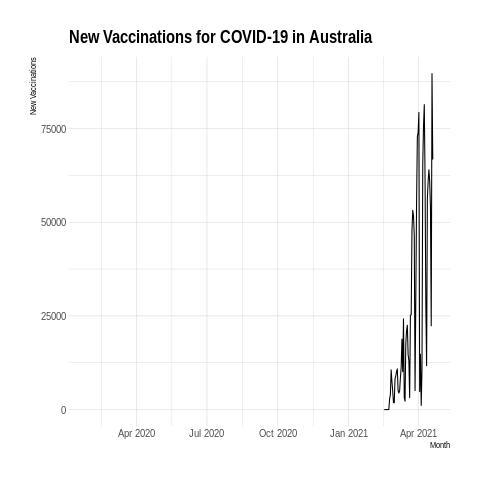 New Vaccinations for COVID-19 in Australia
New Vaccinations
75000
50000
25000
0
Apr 2020 Jul 2020 Oct 2020 Jan 2021 Apr 2021
Month